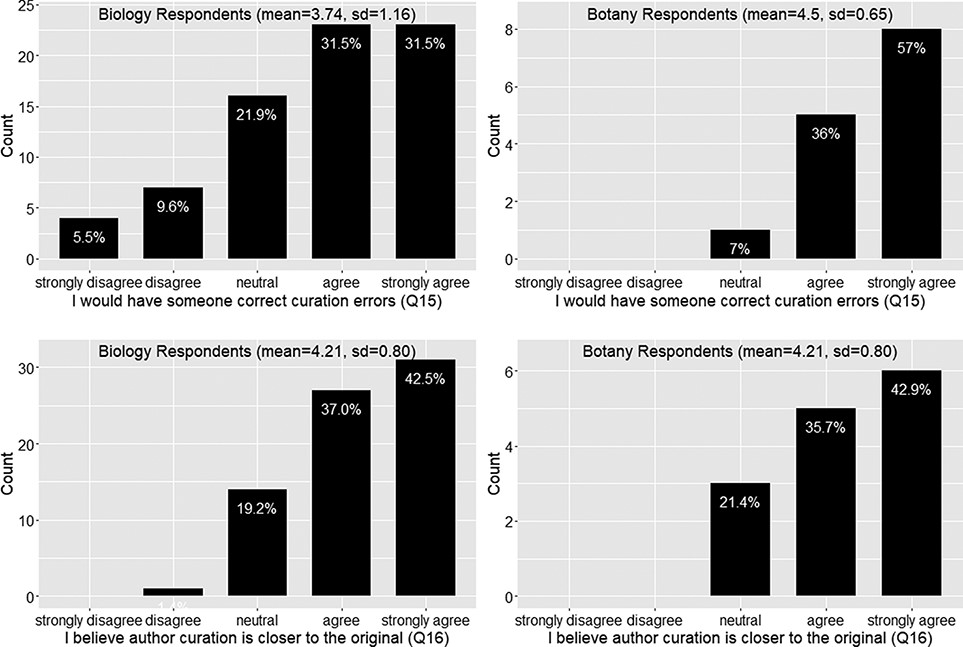 Biology Respondents (mean=3.74, sd=1.16)
Count
25
20
15
10
5
0
5.5%
9.6%
21.9%
31.5%
31.5%
strongly disagree disagree neutral agree strongly agree
I would have someone correct curation errors (Q15)
Botany Respondents (mean=4.5, sd=0.65)
Count
8
6
4
2
0
7%
36%
57%
strongly disagree disagree neutral agree strongly agree
I would have someone correct curation errors (Q15)
Biology Respondents (mean=4.21, sd=0.80)
Count
30
20
10
0
1.4%
19.2%
37.0%
42.5%
strongly disagree disagree neutral agree strongly agree
I believe author curation is closer to the original (Q16)
Botany Respondents (mean=4.21, sd=0.80)
Count
6
4
2
0
21.4%
35.7%
42.9%
strongly disagree disagree neutral agree strongly agree
I believe author curation is closer to the original (Q16)